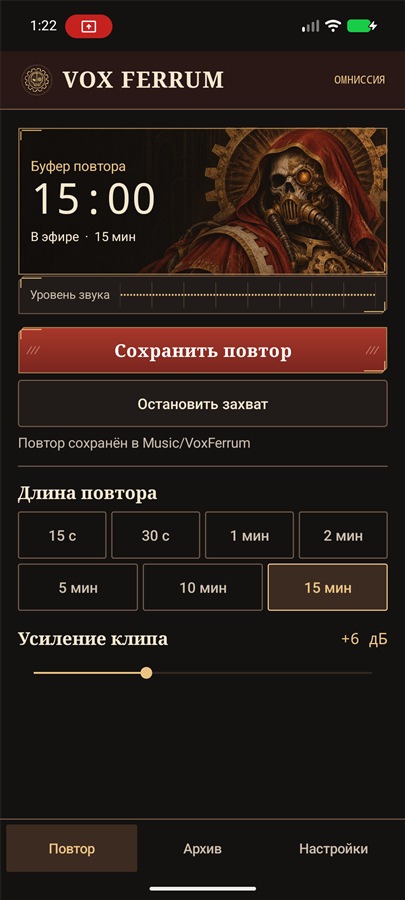 1:22
VOX FERRUM
ОМНИССИЯ
Буфер повтора
15:00
В эфире · 15 мин
Уровень звука
/// Сохранить повтор ///
Остановить захват
Повтор сохранён в Music/VoxFerrum
Длина повтора
15 с 30 с 1 мин 2 мин
5 мин 10 мин 15 мин
Усиление клипа +6 дБ
Повтор Архив Настройки